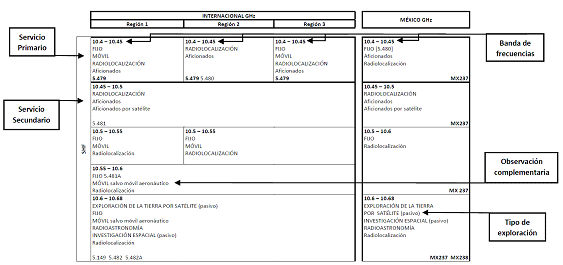 INTERNACIONAL GHz
MÉXICO GHz
Región 1
Región 2
Región 3
Servicio
Primario
10.4 – 10.45
FIJO
MÓVIL
RADIOLOCALIZACIÓN
Aficionados
5.479
10.4 – 10.45
RADIOLOCALIZACIÓN
Aficionados
5.479 5.480
10.4 – 10.45
FIJO
MÓVIL
RADIOLOCALIZACIÓN
Aficionados
5.479
10.4 – 10.45
FIJO [5.480]
Aficionados
Radiolocalización
MX237
Banda de
frecuencias
Servicio
Secundario
10.45 – 10.5
RADIOLOCALIZACIÓN
Aficionados
Aficionados por satélite
5.481
10.45 – 10.5
RADIOLOCALIZACIÓN
Aficionados
Aficionados por satélite
MX237
SHF
10.5 – 10.55
FIJO
MÓVIL
Radiolocalización
10.5 – 10.55
FIJO
MÓVIL
RADIOLOCALIZACIÓN
10.5 – 10.6
FIJO
Radiolocalización
10.55 – 10.6
FIJO 5.481A
MÓVIL salvo móvil aeronáutico
Radiolocalización
MX 237
Observación
complementaria
10.6 – 10.68
EXPLORACIÓN DE LA TIERRA POR SATÉLITE (pasivo)
FIJO
MÓVIL salvo móvil aeronáutico
RADIOASTRONOMÍA
INVESTIGACIÓN ESPACIAL (pasivo)
Radiolocalización
5.149 5.482 5.482A
10.6 – 10.68
EXPLORACIÓN DE LA TIERRA
POR SATÉLITE (pasivo)
INVESTIGACIÓN ESPACIAL (pasivo)
RADIOASTRONOMÍA
Radiolocalización
MX237 MX238
Tipo de
exploración